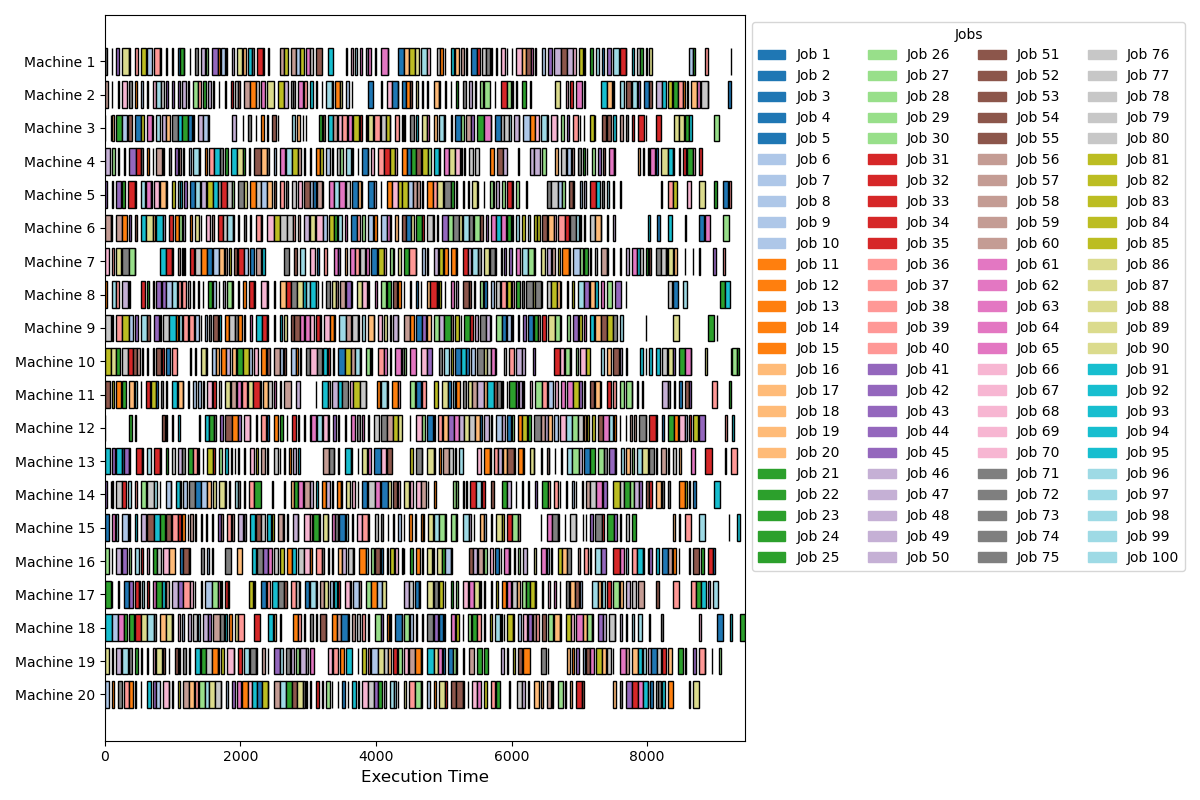 Machine 1
Machine 2
Machine 3
Machine 4
Machine 5
Machine 6
Machine 7
Machine 8
Machine 9
Machine 10
Machine 11
Machine 12
Machine 13
Machine 14
Machine 15
Machine 16
Machine 17
Machine 18
Machine 19
Machine 20
0 2000 4000 6000 8000
Execution Time
Jobs
Job 1 Job 26 Job 51 Job 76
Job 2 Job 27 Job 52 Job 77
Job 3 Job 28 Job 53 Job 78
Job 4 Job 29 Job 54 Job 79
Job 5 Job 30 Job 55 Job 80
Job 6 Job 31 Job 56 Job 81
Job 7 Job 32 Job 57 Job 82
Job 8 Job 33 Job 58 Job 83
Job 9 Job 34 Job 59 Job 84
Job 10 Job 35 Job 60 Job 85
Job 11 Job 36 Job 61 Job 86
Job 12 Job 37 Job 62 Job 87
Job 13 Job 38 Job 63 Job 88
Job 14 Job 39 Job 64 Job 89
Job 15 Job 40 Job 65 Job 90
Job 16 Job 41 Job 66 Job 91
Job 17 Job 42 Job 67 Job 92
Job 18 Job 43 Job 68 Job 93
Job 19 Job 44 Job 69 Job 94
Job 20 Job 45 Job 70 Job 95
Job 21 Job 46 Job 71 Job 96
Job 22 Job 47 Job 72 Job 97
Job 23 Job 48 Job 73 Job 98
Job 24 Job 49 Job 74 Job 99
Job 25 Job 50 Job 75 Job 100